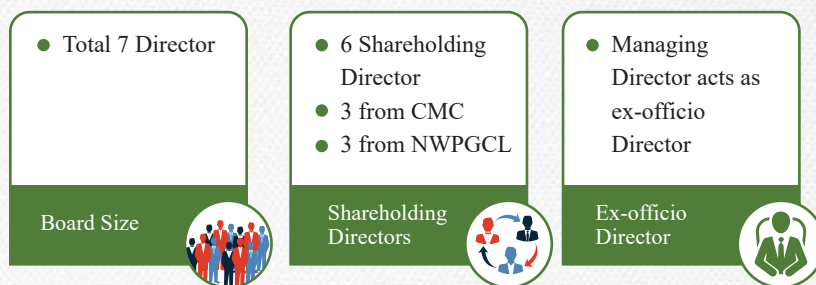 ● Total 7 Director
Board Size
● 6 Shareholding
Director
● 3 from CMC
● 3 from NWPGCL
Shareholding
Directors
● Managing
Director acts as
ex-officio
Director
Ex-officio
Director